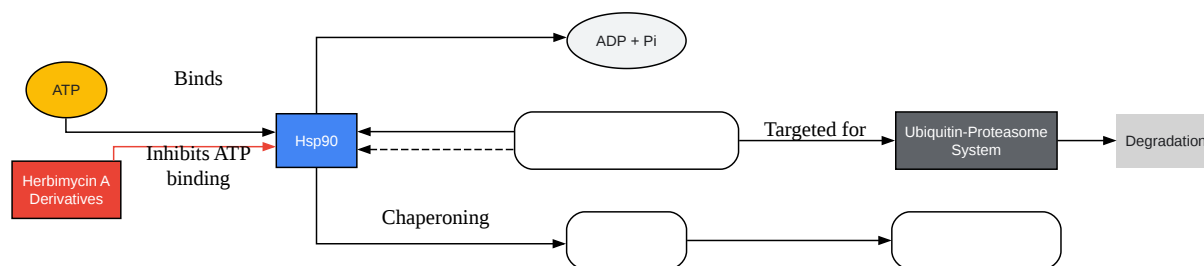 ADP + Pi
Binds
ATP
Hsp90
Targeted for
Ubiquitin-Proteasome
System
Degradation
Inhibits ATP
binding
Herbimycin A
Derivatives
Chaperoning